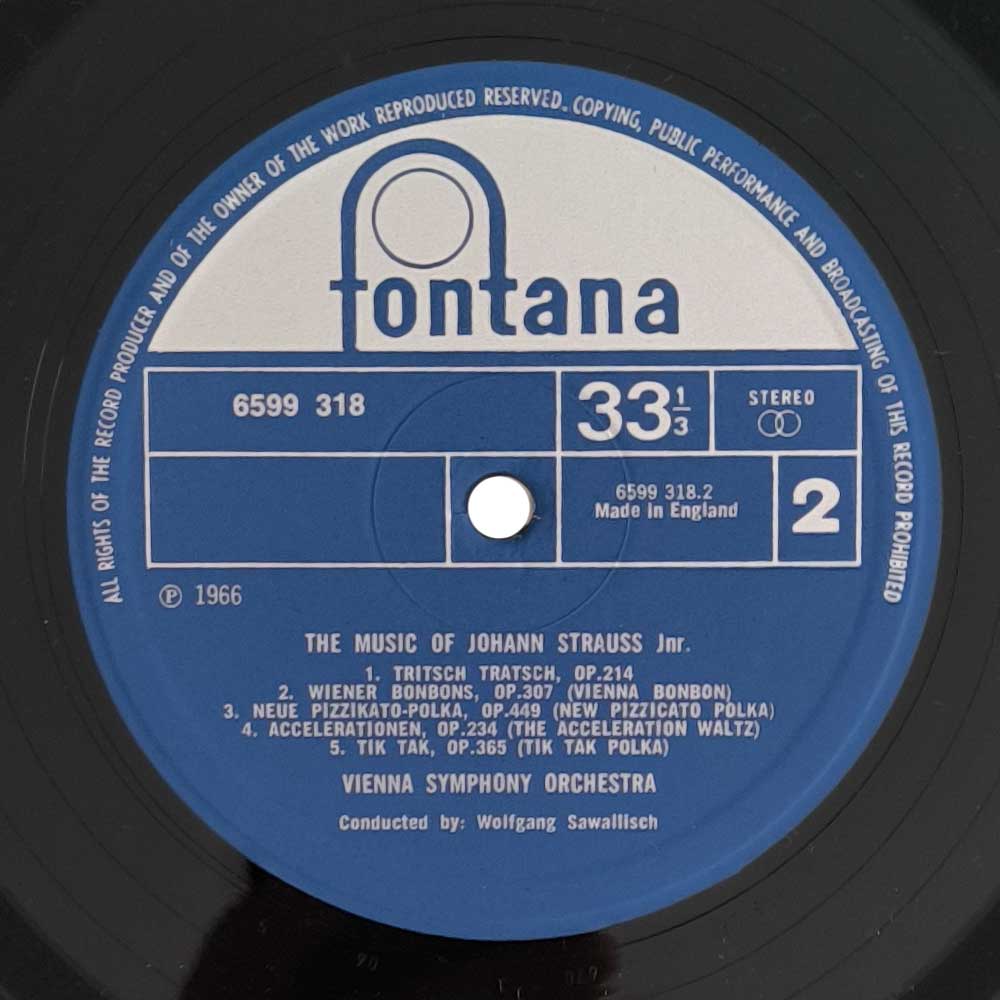 ALL RIGHTS OF THE RECORD PRODUCER AND OF THE OWNER OF THE WORK REPRODUCED RESERVED. COPYING, PUBLIC PERFORMANCE AND BROADCASTING OF THIS RECORD PROHIBITED
fontana
6599 318
33 1/3
STEREO
6599 318.2
Made in England
2
℗ 1966
THE MUSIC OF JOHANN STRAUSS Jnr.
1. TRITSCH TRATSCH, OP.214
2. WIENER BONBONS, OP.307 (VIENNA BONBON)
3. NEUE PIZZIKATO-POLKA, OP.449 (NEW PIZZICATO POLKA)
4. ACCELERATIONEN, OP.234 (THE ACCELERATION WALTZ)
5. TIK TAK, OP.365 (TIK TAK POLKA)
VIENNA SYMPHONY ORCHESTRA
Conducted by: Wolfgang Sawallisch